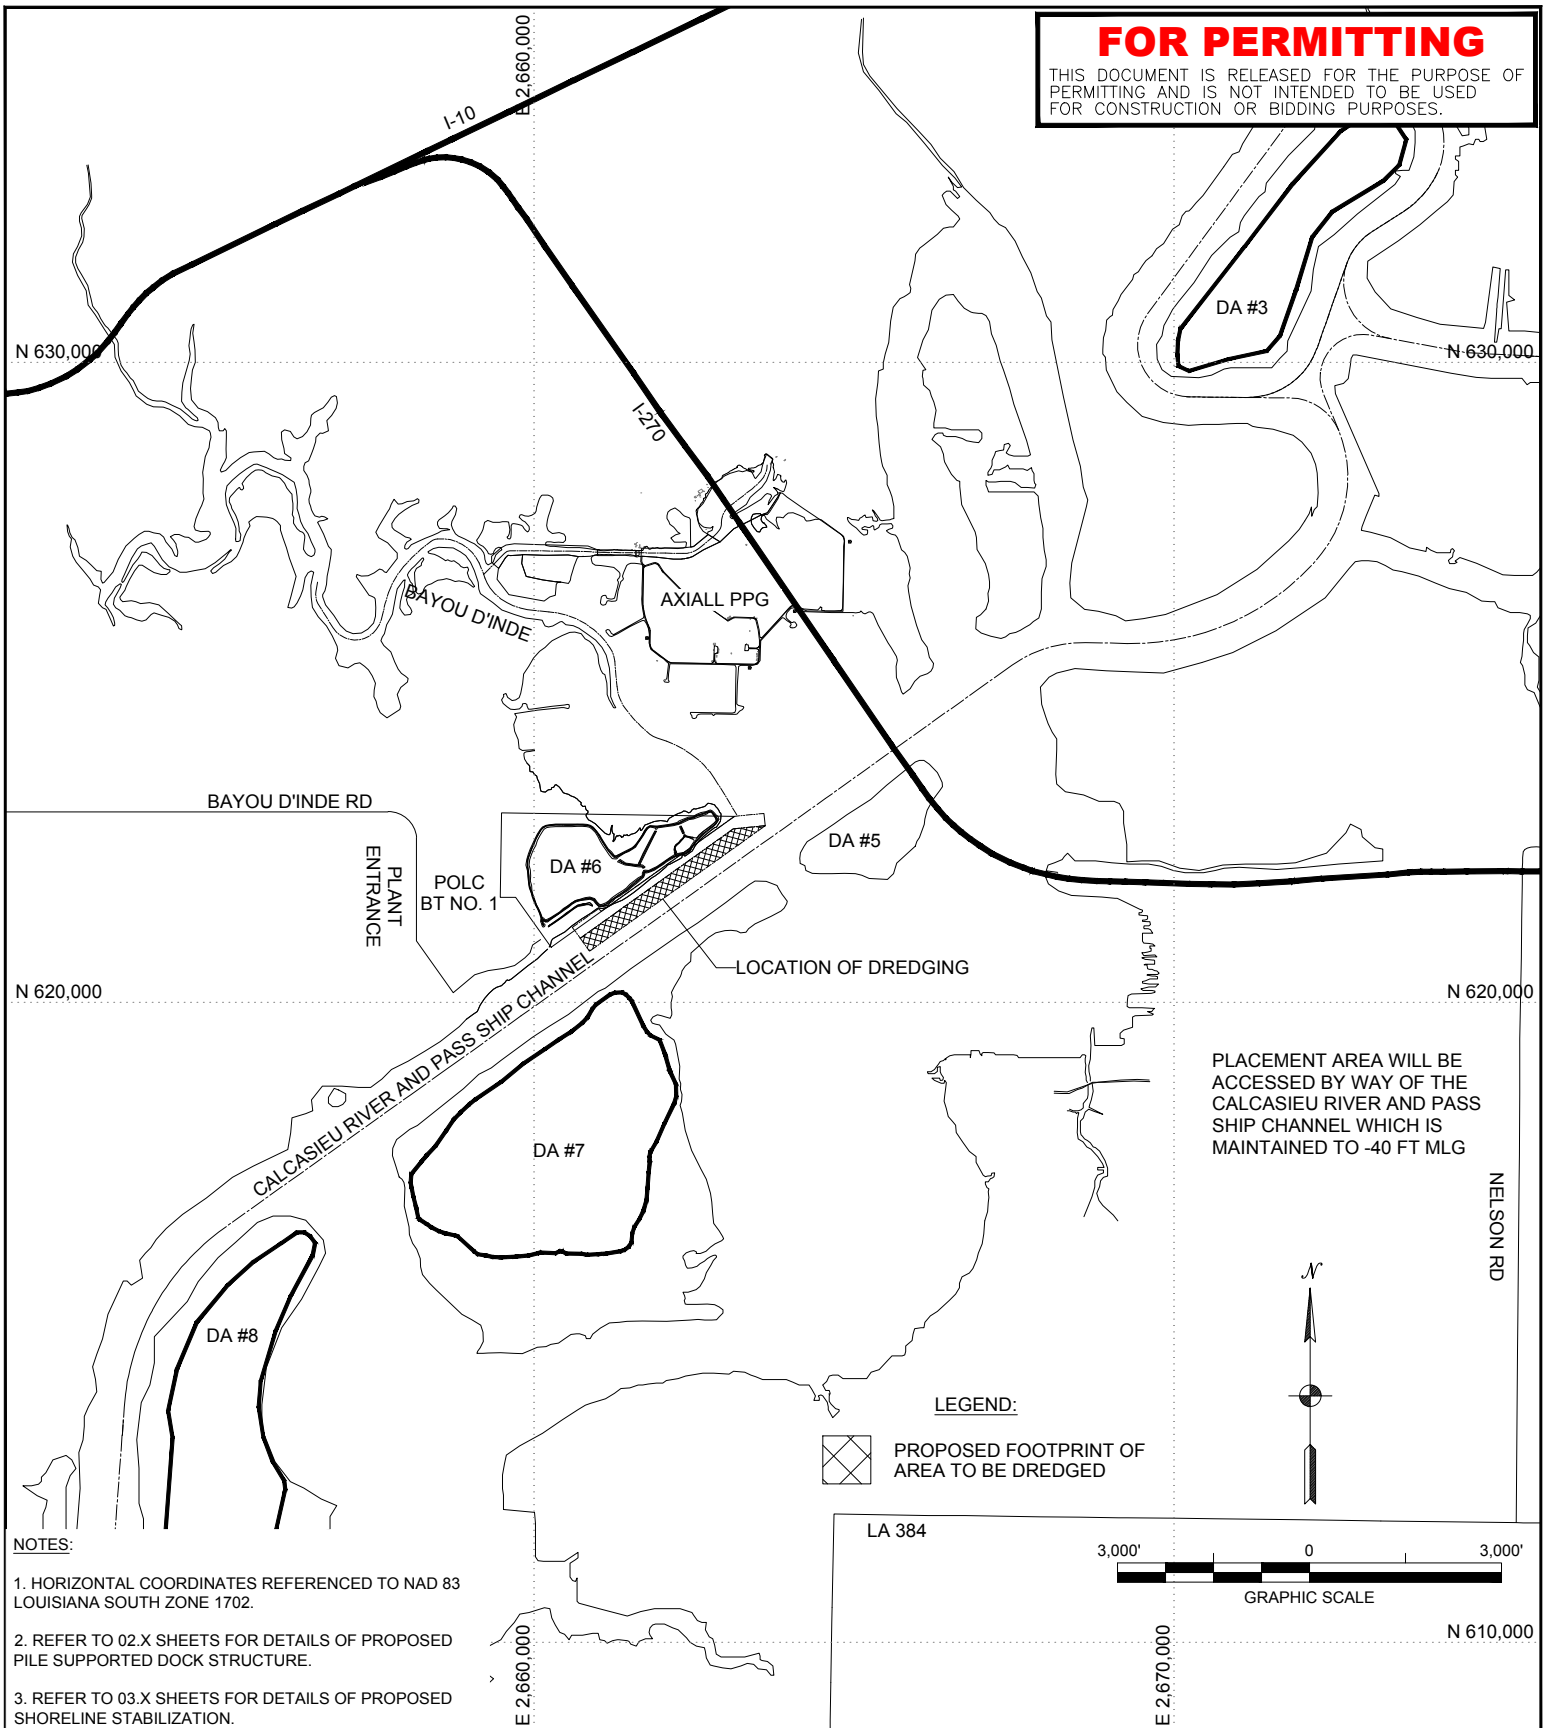 FOR PERMITTING
THIS DOCUMENT IS RELEASED FOR THE PURPOSE OF
PERMITTING AND IS NOT INTENDED TO BE USED
FOR CONSTRUCTION OR BIDDING PURPOSES.
E 2,660,000
I-10
DA #3
N 630,000
N 630,000
I-270
AXIALL PPG
BAYOU D'INDE
BAYOU D'INDE RD
PLANT
ENTRANCE
DA #6
DA #5
POLC
BT NO. 1
LOCATION OF DREDGING
N 620,000
N 620,000
CALCASIEU RIVER AND PASS SHIP CHANNEL
PLACEMENT AREA WILL BE
ACCESSED BY WAY OF THE
CALCASIEU RIVER AND PASS
SHIP CHANNEL WHICH IS
MAINTAINED TO -40 FT MLG
DA #7
NELSON RD
N
DA #8
LEGEND:
PROPOSED FOOTPRINT OF
AREA TO BE DREDGED
LA 384
3,000' 0 3,000'
GRAPHIC SCALE
NOTES:
1. HORIZONTAL COORDINATES REFERENCED TO NAD 83
LOUISIANA SOUTH ZONE 1702.
2. REFER TO 02.X SHEETS FOR DETAILS OF PROPOSED
PILE SUPPORTED DOCK STRUCTURE.
3. REFER TO 03.X SHEETS FOR DETAILS OF PROPOSED
SHORELINE STABILIZATION.
E 2,660,000
E 2,670,000
N 610,000